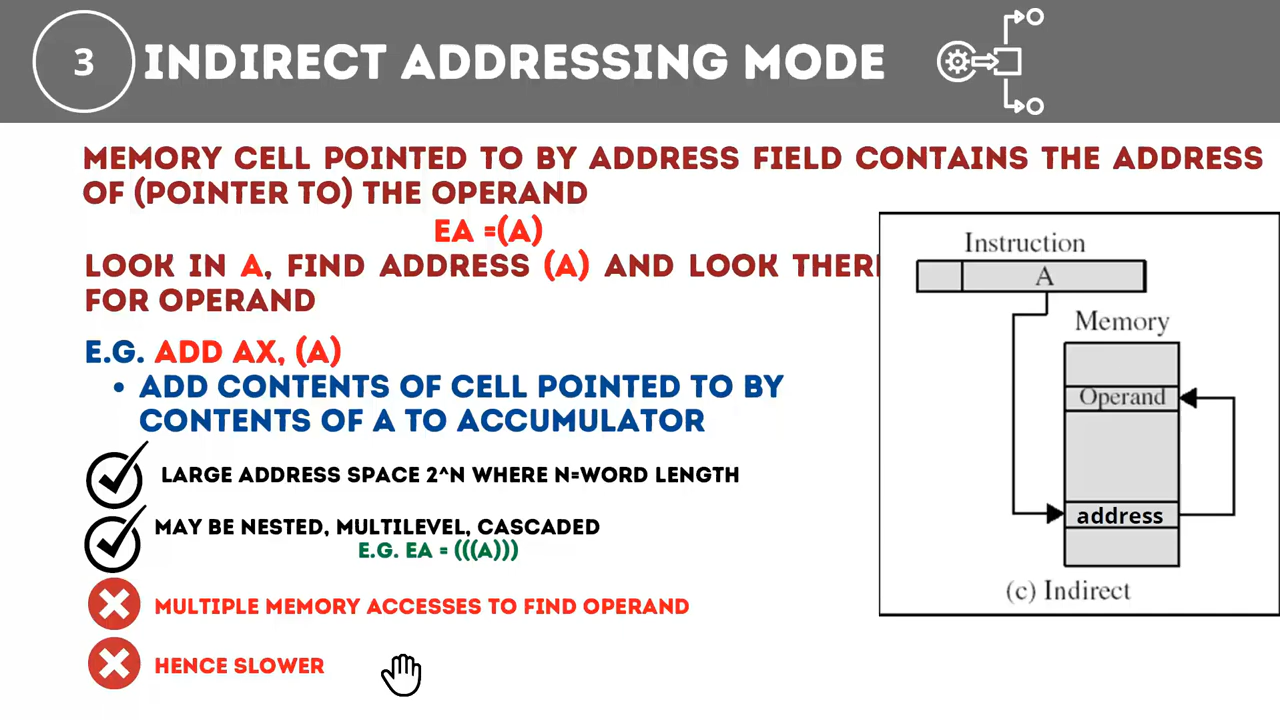 3 INDIRECT ADDRESSING MODE
MEMORY CELL POINTED TO BY ADDRESS FIELD CONTAINS THE ADDRESS
OF (POINTER TO) THE OPERAND
EA =(A)
LOOK IN A, FIND ADDRESS (A) AND LOOK THER
FOR OPERAND
E.G. ADD AX, (A)
• ADD CONTENTS OF CELL POINTED TO BY
CONTENTS OF A TO ACCUMULATOR
LARGE ADDRESS SPACE 2^N WHERE N=WORD LENGTH
MAY BE NESTED, MULTILEVEL, CASCADED
E.G. EA = (((A)))
MULTIPLE MEMORY ACCESSES TO FIND OPERAND
HENCE SLOWER
Instruction
A
Memory
Operand
address
(c) Indirect